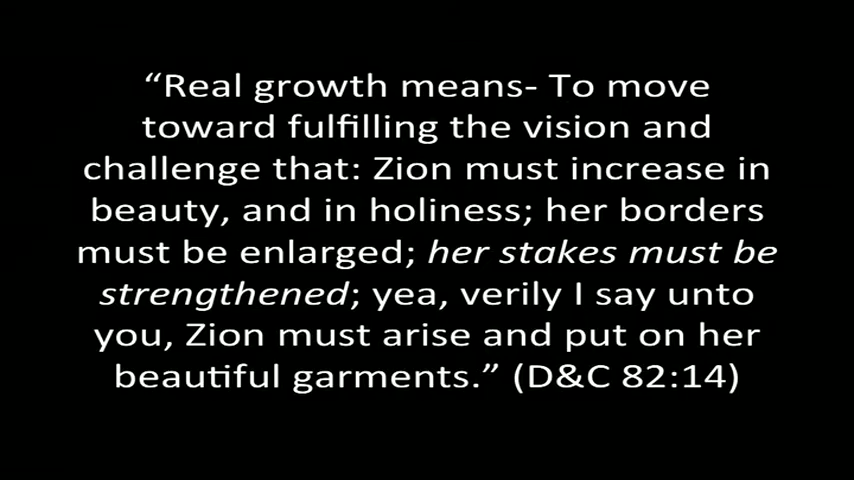 “Real growth means- To move
toward fulfilling the vision and
challenge that: Zion must increase in
beauty, and in holiness; her borders
must be enlarged; her stakes must be
strengthened; yea, verily I say unto
you, Zion must arise and put on her
beautiful garments.” (D&C 82:14)